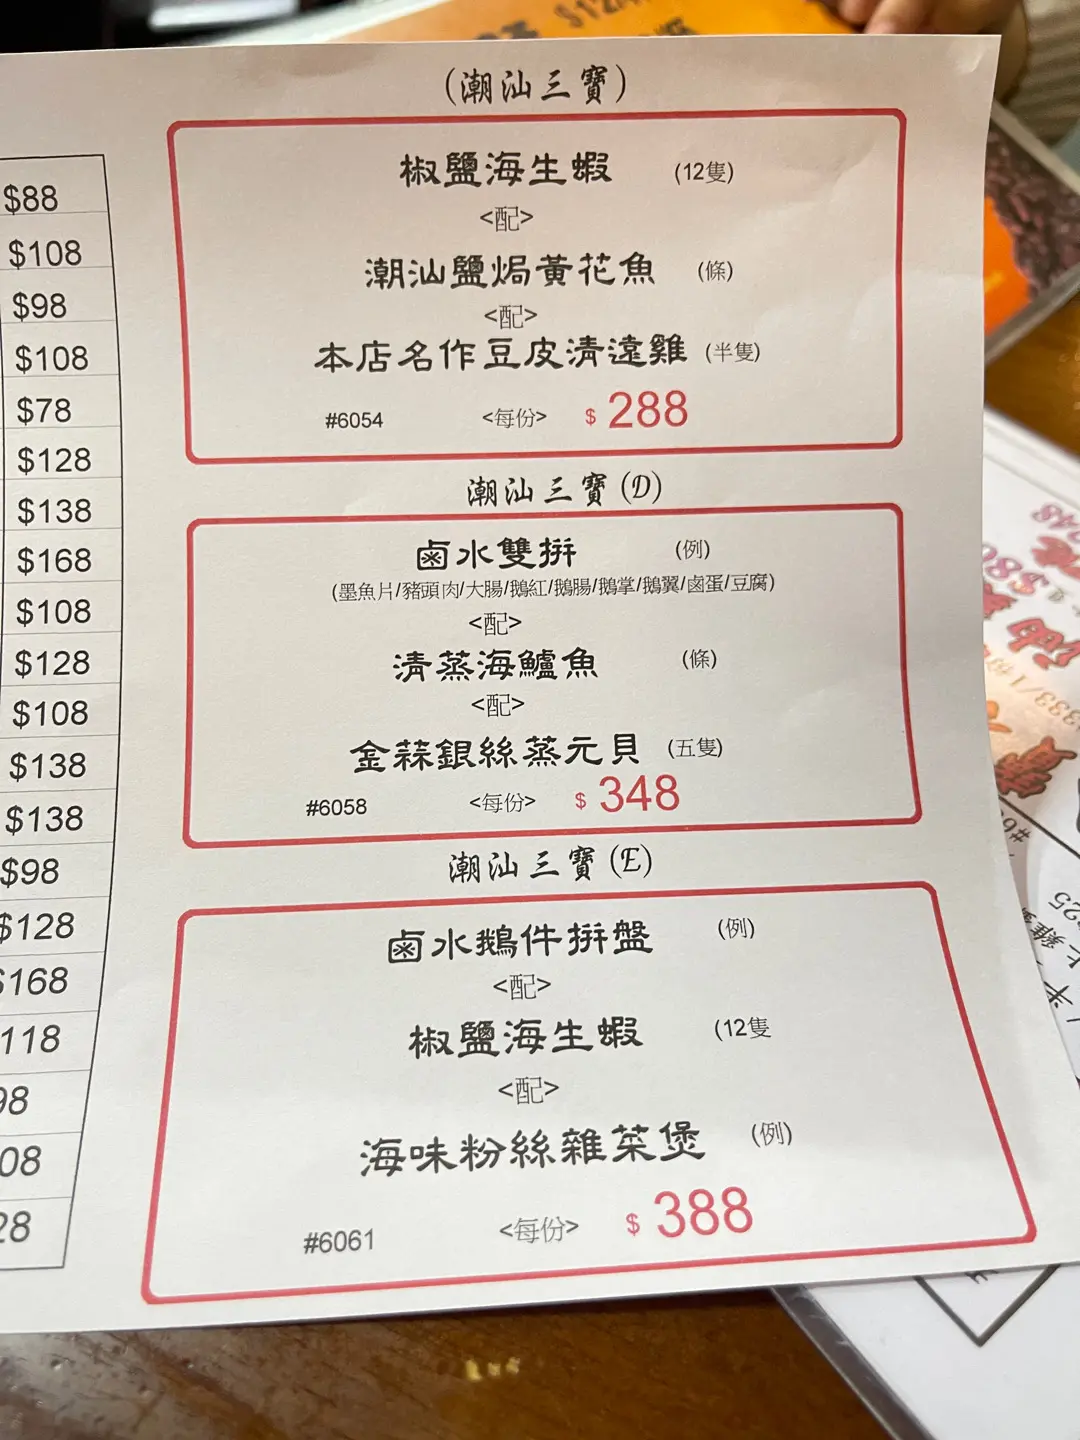 (潮汕三寶)
椒鹽海生蝦 (12隻)
<配>
潮汕鹽焗黃花魚 (條)
<配>
本店名作豆皮清遠雞 (半隻)
#6054 <每份> $ 288
潮汕三寶(D)
鹵水雙拼 (例)
(墨魚片/豬頭肉/大腸/鵝紅/鵝腸/鵝掌/鵝翼/鹵蛋/豆腐)
<配>
清蒸海鱸魚 (條)
<配>
金蒜銀絲蒸元貝 (五隻)
#6058 <每份> $ 348
潮汕三寶(E)
鹵水鵝件拼盤 (例)
<配>
椒鹽海生蝦 (12隻
<配>
海味粉絲雜菜煲 (例)
#6061 <每份> $ 388
$88
$108
$98
$108
$78
$128
$138
$168
$108
$128
$108
$138
$138
$98
$128
$168
118
98
08
28